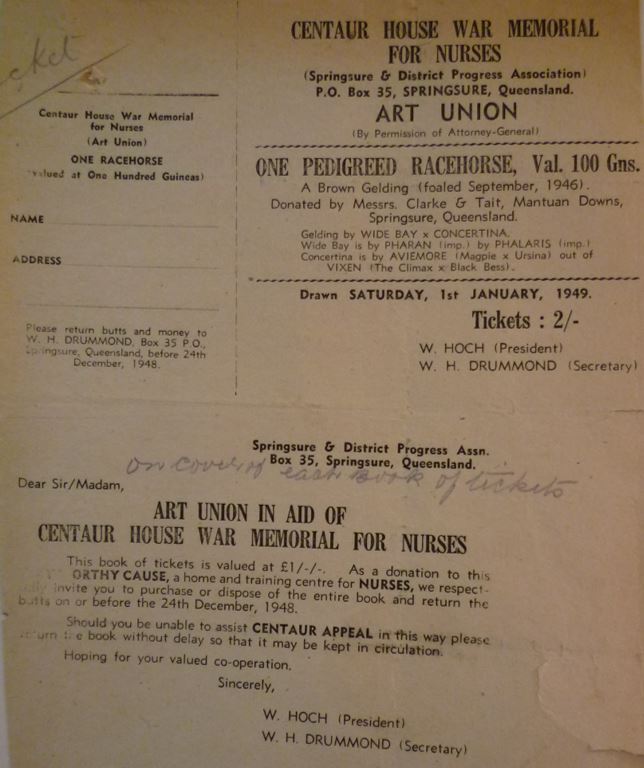 cket
Centaur House War Memorial
for Nurses
(Art Union)
ONE RACEHORSE
valued at One Hundred Guineas)
NAME
ADDRESS
Please return butts and money to
W. H. DRUMMOND, Box 35 P.O.,
Springsure, Queensland, before 24th
December, 1948.
CENTAUR HOUSE WAR MEMORIAL
FOR NURSES
(Springsure & District Progress Association)
P.O. Box 35, SPRINGSURE, Queensland.
ART UNION
(By Permission of Attorney-General)
ONE PEDIGREED RACEHORSE, Val. 100 Gns.
A Brown Gelding (foaled September, 1946).
Donated by Messrs. Clarke & Tait, Mantuan Downs,
Springsure, Queensland.
Gelding by WIDE BAY x CONCERTINA.
Wide Bay is by PHARAN (imp.) by PHALARIS (imp.)
Concertina is by AVIEMORE (Magpie x Ursina) out of
VIXEN (The Climax x Black Bess).
Drawn SATURDAY, 1st JANUARY, 1949.
Tickets : 2/-
W. HOCH (President)
W. H. DRUMMOND (Secretary)
Springsure & District Progress Assn.
Box 35, Springsure, Queensland.
on cover of each book of tickets
Dear Sir/Madam,
ART UNION IN AID OF
CENTAUR HOUSE WAR MEMORIAL FOR NURSES
This book of tickets is valued at £1/-/-. As a donation to this
ORTHY CAUSE, a home and training centre for NURSES, we respect-
invite you to purchase or dispose of the entire book and return the
butts on or before the 24th December, 1948.
Should you be unable to assist CENTAUR APPEAL in this way please
return the book without delay so that it may be kept in circulation.
Hoping for your valued co-operation.
Sincerely,
W. HOCH (President)
W. H. DRUMMOND (Secretary)